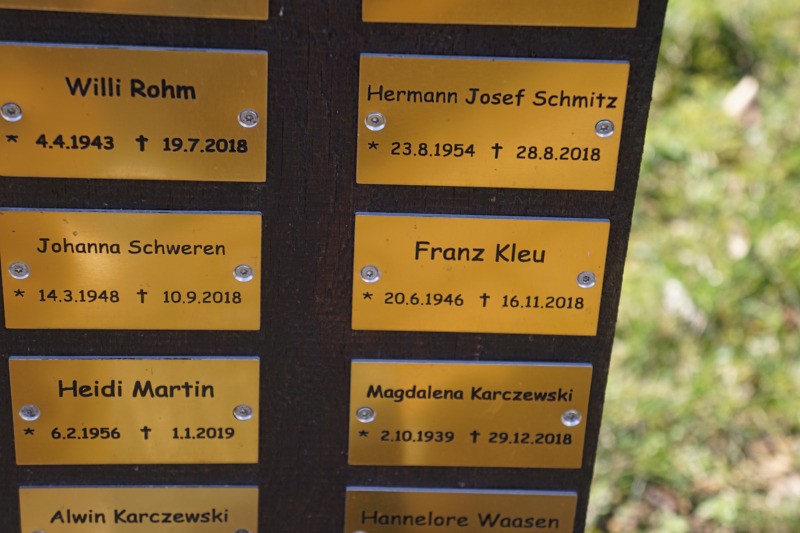 Willi Rohm
* 4.4.1943 † 19.7.2018
Hermann Josef Schmitz
* 23.8.1954 † 28.8.2018
Johanna Schweren
* 14.3.1948 † 10.9.2018
Franz Kleu
* 20.6.1946 † 16.11.2018
Heidi Martin
* 6.2.1956 † 1.1.2019
Magdalena Karczewski
* 2.10.1939 † 29.12.2018
Alwin Karczewski
Hannelore Waasen